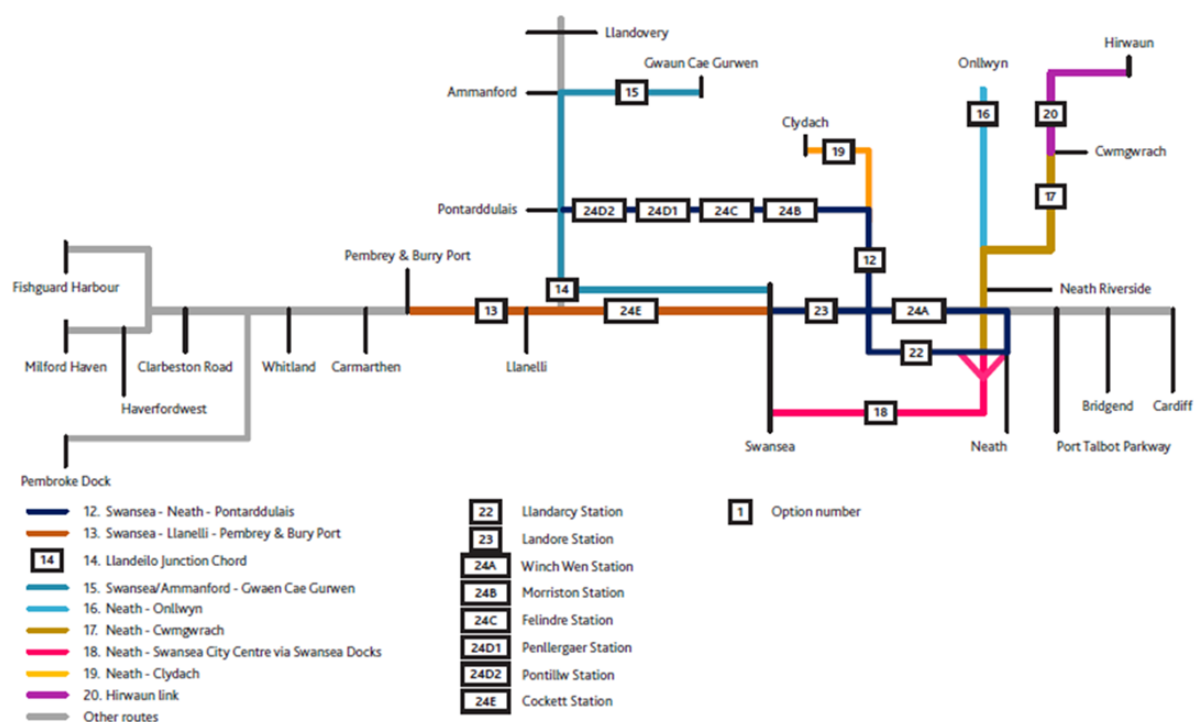 Llandovery
Hirwaun
Gwaun Cae Gurwen
Onllwyn
Ammanford
15
16
20
Clydach
19
Cwmgwrach
17
Pontarddulais
24D2
24D1
24C
24B
Pembrey & Burry Port
12
Fishguard Harbour
14
Neath Riverside
13
24E
23
24A
22
Milford Haven
Clarbeston Road
Whitland
Carmarthen
Llanelli
Haverfordwest
18
Bridgend
Cardiff
Swansea
Neath
Port Talbot Parkway
Pembroke Dock
12. Swansea - Neath - Pontarddulais
13. Swansea - Llanelli - Pembrey & Bury Port
14 14. Llandeilo Junction Chord
15. Swansea/Ammanford - Gwaen Cae Gurwen
16. Neath - Onllwyn
17. Neath - Cwmgwrach
18. Neath - Swansea City Centre via Swansea Docks
19. Neath - Clydach
20. Hirwaun link
Other routes
22 Llandarcy Station
23 Landore Station
24A Winch Wen Station
24B Morriston Station
24C Felindre Station
24D1 Penllergaer Station
24D2 Pontillw Station
24E Cockett Station
1 Option number